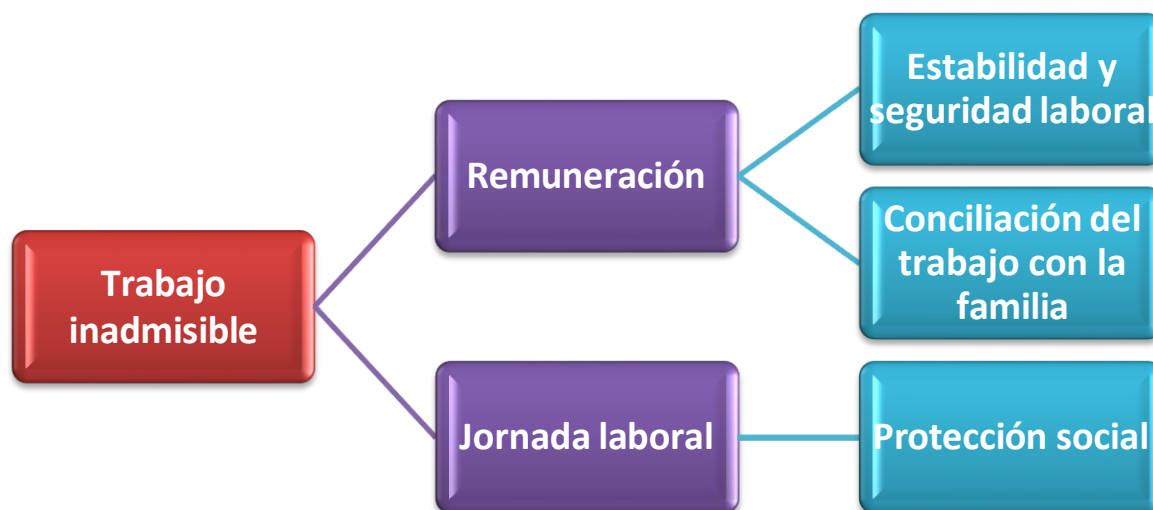 Trabajo
inadmisible
Remuneración
Estabilidad y
seguridad laboral
Conciliación del
trabajo con la
familia
Jornada laboral
Protección social